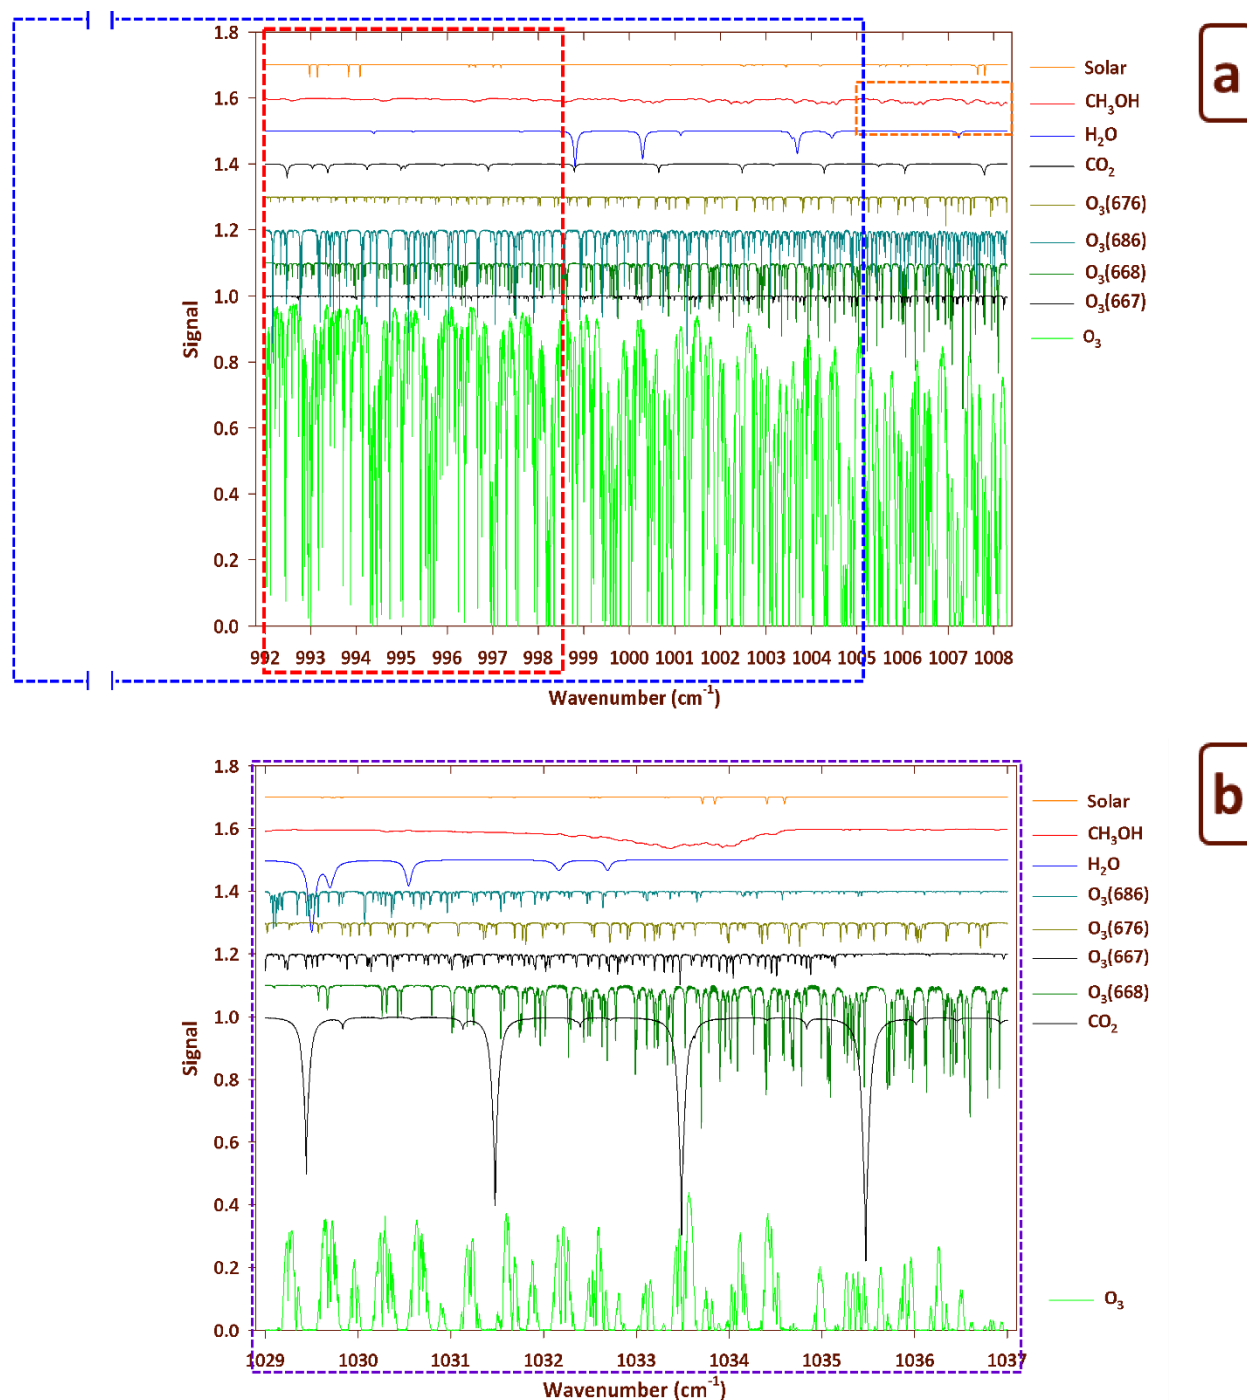 a
1.8
1.6
1.4
1.2
1.0
0.8
0.6
0.4
0.2
0.0
Signal
Solar
CH₃OH
H₂O
CO₂
O₃(676)
O₃(686)
O₃(668)
O₃(667)
O₃
992 993 994 995 996 997 998 999 1000 1001 1002 1003 1004 1005 1006 1007 1008
Wavenumber (cm⁻¹)
b
1.8
1.6
1.4
1.2
1.0
0.8
0.6
0.4
0.2
0.0
Signal
Solar
CH₃OH
H₂O
O₃(686)
O₃(676)
O₃(667)
O₃(668)
CO₂
O₃
1029 1030 1031 1032 1033 1034 1035 1036 1037
Wavenumber (cm⁻¹)